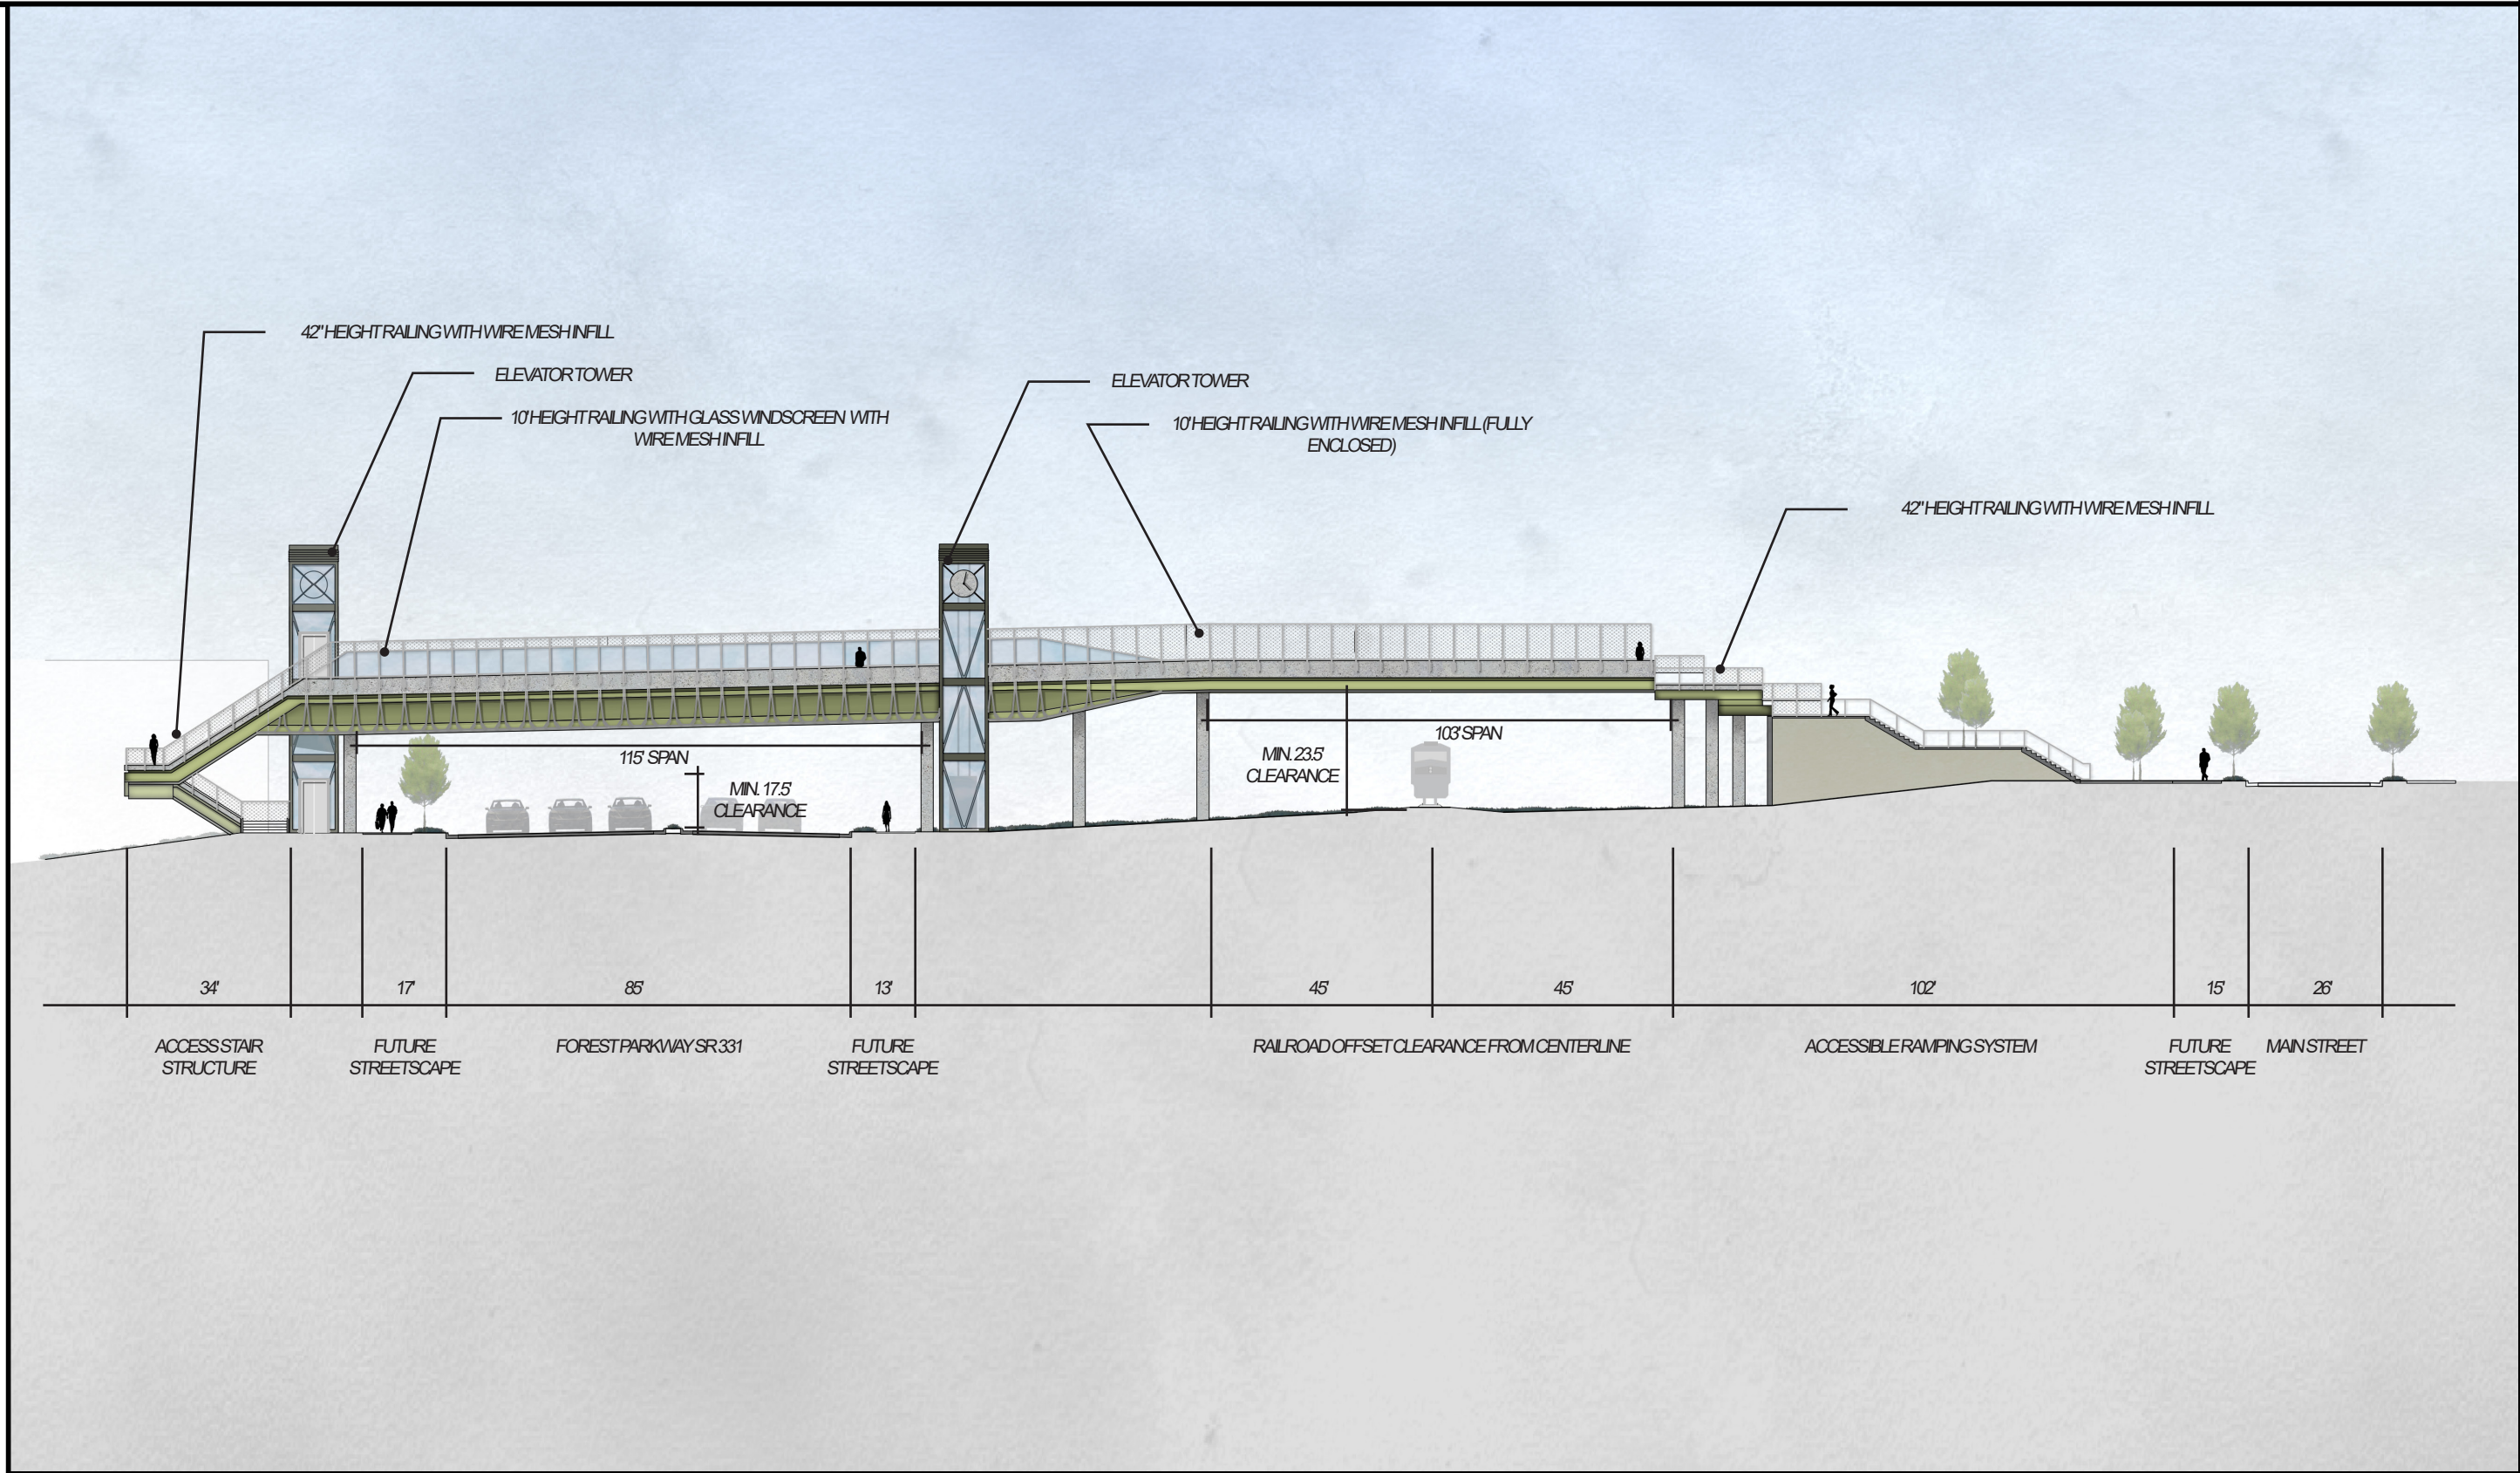 42" HEIGHT RAILING WITH WIRE MESH INFILL
ELEVATOR TOWER
10' HEIGHT RAILING WITH GLASS WINDSCREEN WITH
WIRE MESH INFILL
ELEVATOR TOWER
10' HEIGHT RAILING WITH WIRE MESH INFILL (FULLY
ENCLOSED)
42" HEIGHT RAILING WITH WIRE MESH INFILL
115' SPAN
MIN. 17.5'
CLEARANCE
103' SPAN
MIN. 23.5'
CLEARANCE
34'
17'
85'
13'
45'
45'
102'
15'
26'
ACCESS STAIR
STRUCTURE
FUTURE
STREETSCAPE
FOREST PARKWAY SR 331
FUTURE
STREETSCAPE
RAILROAD OFFSET CLEARANCE FROM CENTERLINE
ACCESSIBLE RAMPING SYSTEM
FUTURE
STREETSCAPE
MAIN STREET